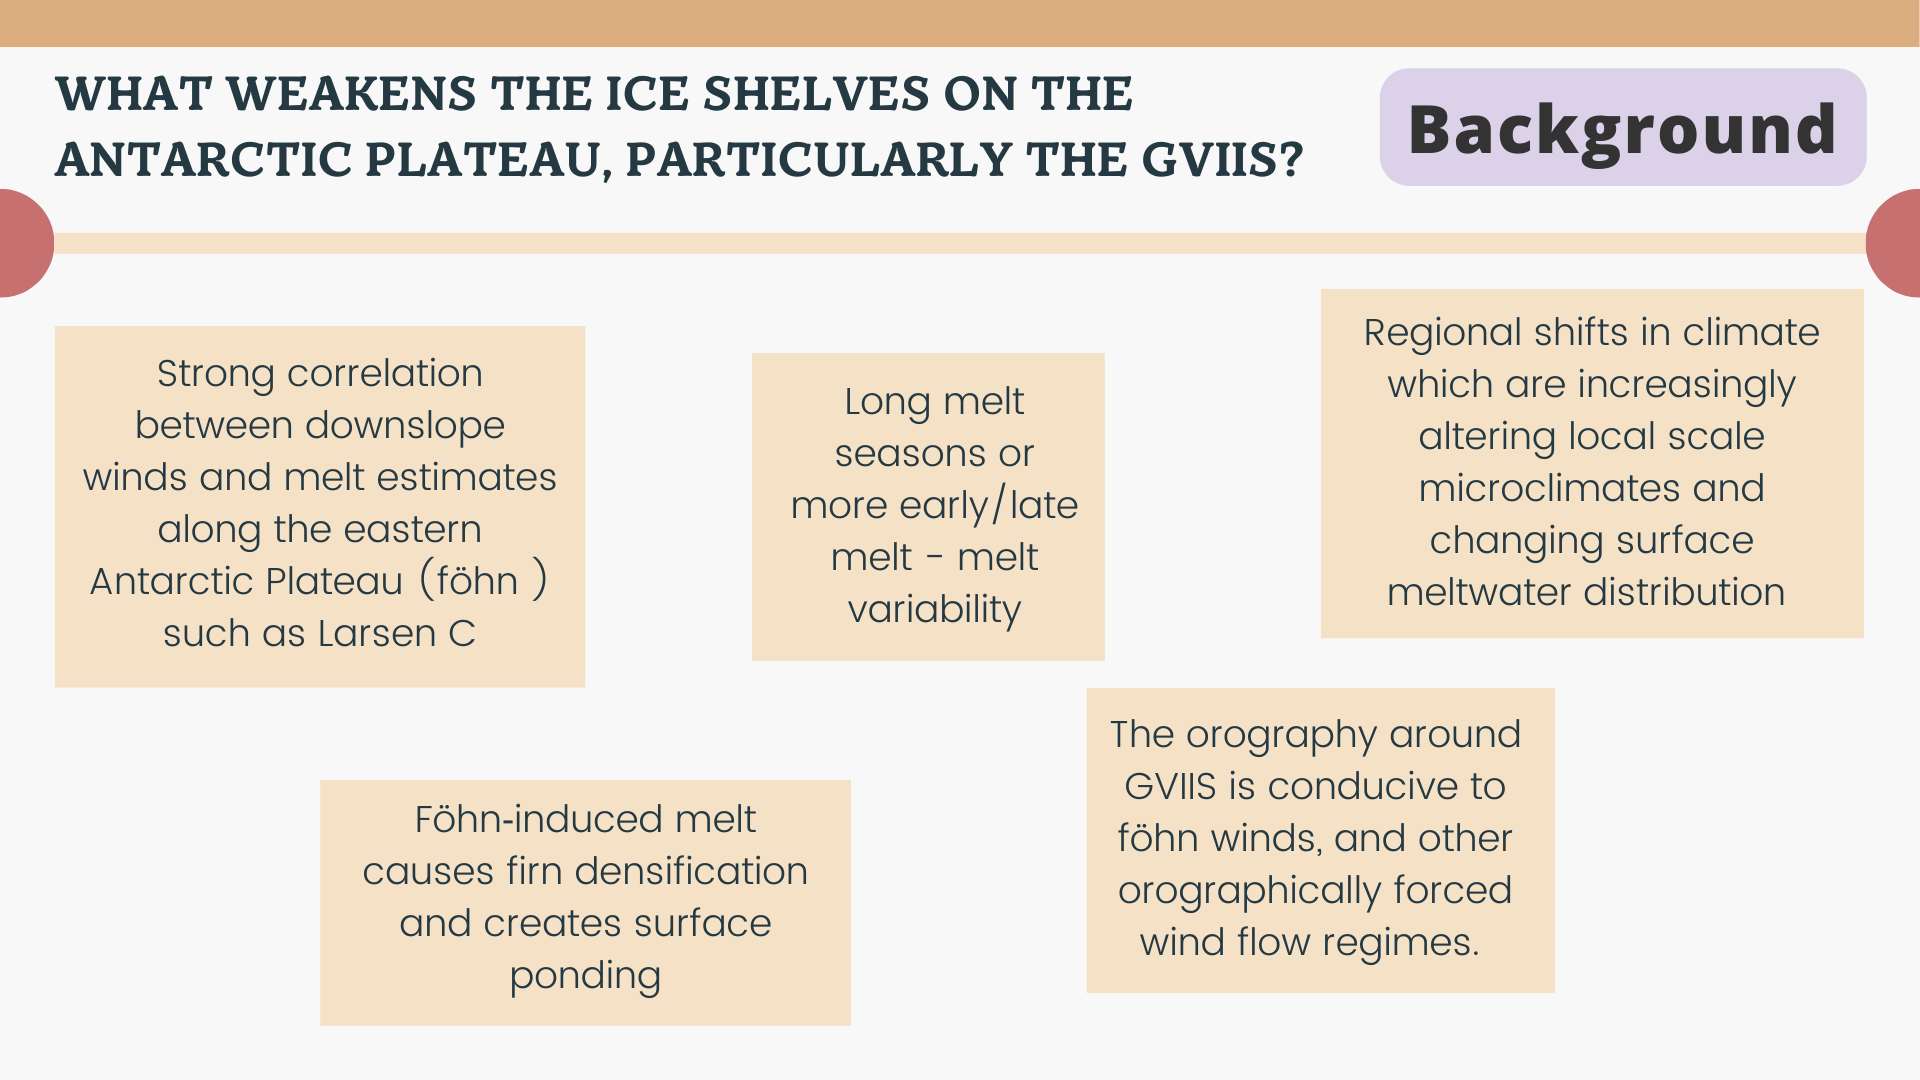 WHAT WEAKENS THE ICE SHELVES ON THE
ANTARCTIC PLATEAU, PARTICULARLY THE GVIIS?
Background
Strong correlation
between downslope
winds and melt estimates
along the eastern
Antarctic Plateau (föhn )
such as Larsen C
Long melt
seasons or
more early/late
melt - melt
variability
Regional shifts in climate
which are increasingly
altering local scale
microclimates and
changing surface
meltwater distribution
Föhn-induced melt
causes firn densification
and creates surface
ponding
The orography around
GVIIS is conducive to
föhn winds, and other
orographically forced
wind flow regimes.